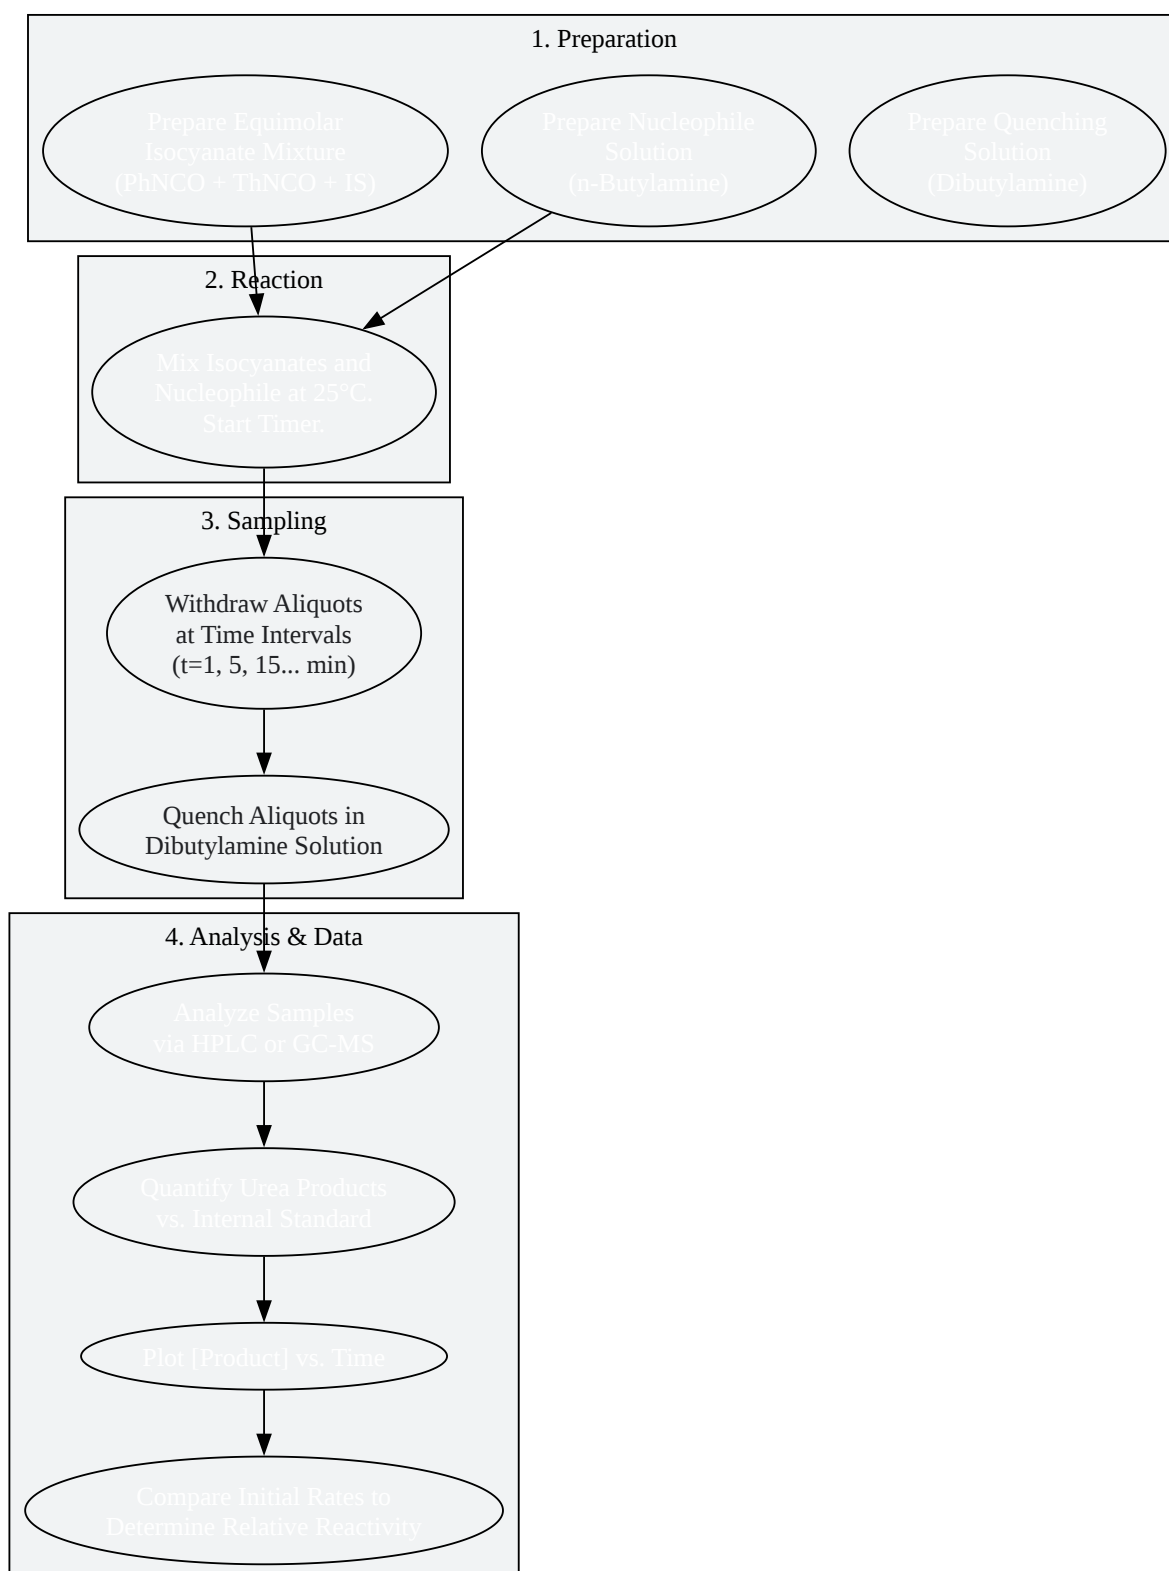 1. Preparation
Prepare Equimolar
Isocyanate Mixture
(PhNCO + ThNCO + IS)
Prepare Nucleophile
Solution
(n-Butylamine)
Prepare Quenching
Solution
(Dibutylamine)
2. Reaction
Mix Isocyanates and
Nucleophile at 25°C.
Start Timer.
3. Sampling
Withdraw Aliquots
at Time Intervals
(t=1, 5, 15... min)
Quench Aliquots in
Dibutylamine Solution
4. Analysis & Data
Analyze Samples
via HPLC or GC-MS
Quantify Urea Products
vs. Internal Standard
Plot [Product] vs. Time
Compare Initial Rates to
Determine Relative Reactivity